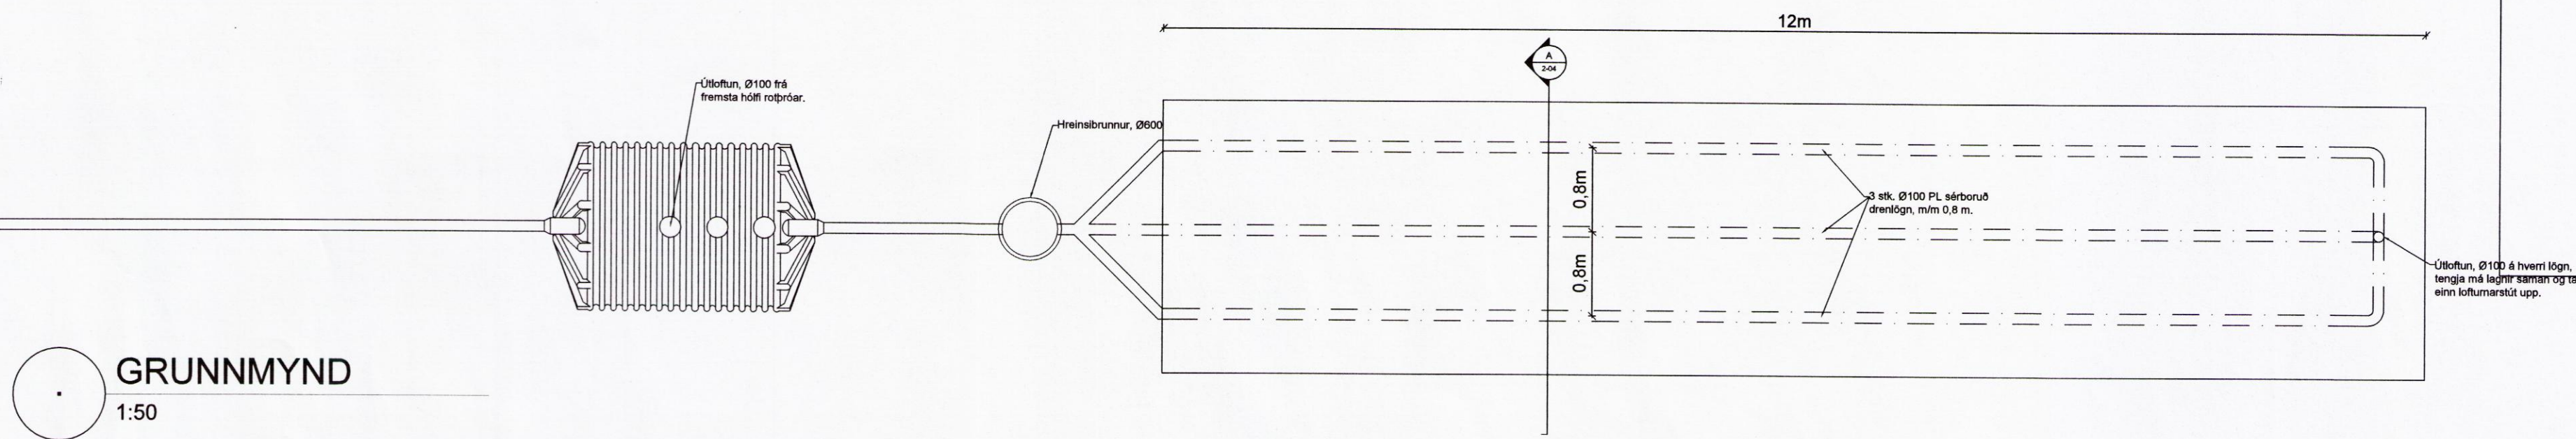 12m
A
2-04
Útloftun, Ø100 frá
fremsta hólfi rotþróar.
Hreinsibrunnur, Ø600
0,8m
3 stk. Ø100 PL sérboruð
drenlögn, m/m 0,8 m.
0,8m
Útloftun, Ø100 á hverri lögn,
tengja má lagnir saman og ta
einn loftunarstút upp.
GRUNNMYND
1:50